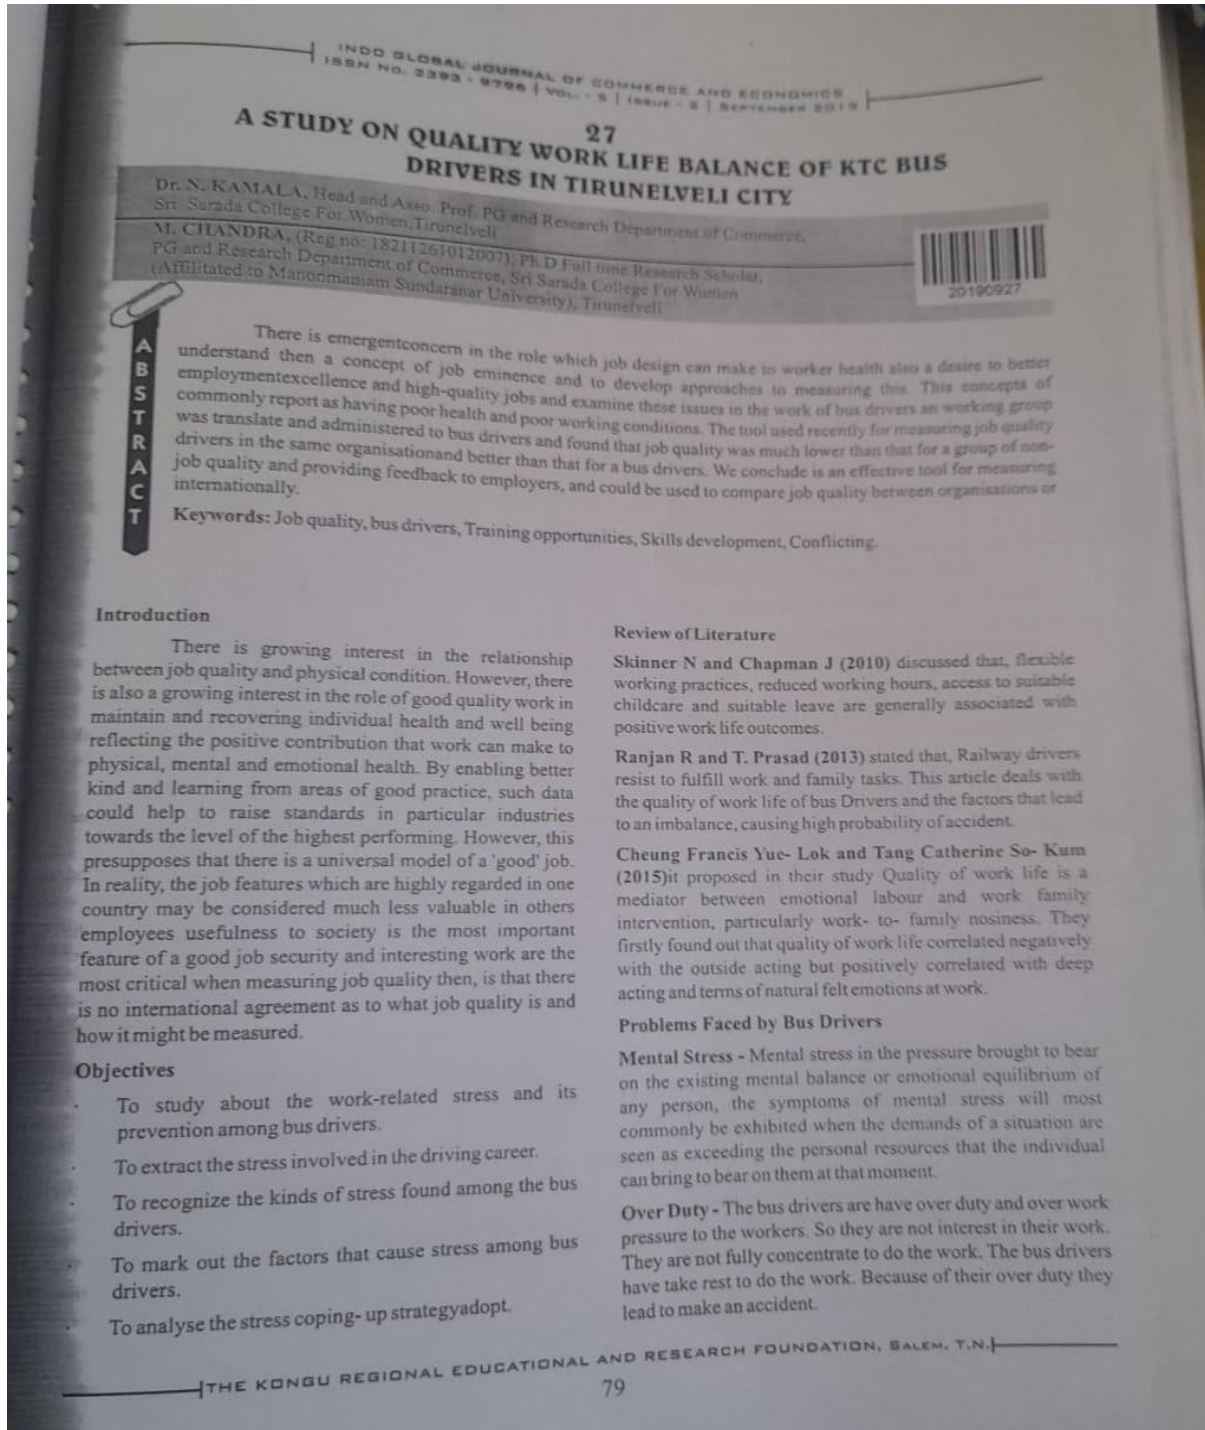 INDO GLOBAL JOURNAL OF COMMERCE AND ECONOMICS
ISSN NO. 2393 - 9796 | VOL. - 5 | ISSUE - 2 | SEPTEMBER 2019
27
A STUDY ON QUALITY WORK LIFE BALANCE OF KTC BUS
DRIVERS IN TIRUNELVELI CITY
Dr. N. KAMALA, Head and Asso. Prof. PG and Research Department of Commerce,
Sri Sarada College For Women,Tirunelveli
M. CHANDRA, (Reg no: 18211261012007), Ph.D Full time Research Scholar,
PG and Research Department of Commerce, Sri Sarada College For Women
(Affilitated to Manonmaniam Sundaranar University), Tirunelveli
20190927
ABSTRACT
There is emergentconcern in the role which job design can make to worker health also a desire to better
understand then a concept of job eminence and to develop approaches to measuring this. This concepts of
employmentexcellence and high-quality jobs and examine these issues in the work of bus drivers an working group
commonly report as having poor health and poor working conditions. The tool used recently for measuring job quality
was translate and administered to bus drivers and found that job quality was much lower than that for a group of non-
drivers in the same organisationand better than that for a bus drivers. We conclude is an effective tool for measuring
job quality and providing feedback to employers, and could be used to compare job quality between organisations or
internationally.
Keywords: Job quality, bus drivers, Training opportunities, Skills development, Conflicting.
Introduction
There is growing interest in the relationship
between job quality and physical condition. However, there
is also a growing interest in the role of good quality work in
maintain and recovering individual health and well being
reflecting the positive contribution that work can make to
physical, mental and emotional health. By enabling better
kind and learning from areas of good practice, such data
could help to raise standards in particular industries
towards the level of the highest performing. However, this
presupposes that there is a universal model of a 'good' job.
In reality, the job features which are highly regarded in one
country may be considered much less valuable in others
employees usefulness to society is the most important
feature of a good job security and interesting work are the
most critical when measuring job quality then, is that there
is no international agreement as to what job quality is and
how it might be measured.
Objectives
· To study about the work-related stress and its
prevention among bus drivers.
· To extract the stress involved in the driving career.
· To recognize the kinds of stress found among the bus
drivers.
· To mark out the factors that cause stress among bus
drivers.
· To analyse the stress coping- up strategyadopt.
Review of Literature
Skinner N and Chapman J (2010) discussed that, flexible
working practices, reduced working hours, access to suitable
childcare and suitable leave are generally associated with
positive work life outcomes.
Ranjan R and T. Prasad (2013) stated that, Railway drivers
resist to fulfill work and family tasks. This article deals with
the quality of work life of bus Drivers and the factors that lead
to an imbalance, causing high probability of accident.
Cheung Francis Yue- Lok and Tang Catherine So- Kum
(2015)it proposed in their study Quality of work life is a
mediator between emotional labour and work family
intervention, particularly work- to- family nosiness. They
firstly found out that quality of work life correlated negatively
with the outside acting but positively correlated with deep
acting and terms of natural felt emotions at work.
Problems Faced by Bus Drivers
Mental Stress - Mental stress in the pressure brought to bear
on the existing mental balance or emotional equilibrium of
any person, the symptoms of mental stress will most
commonly be exhibited when the demands of a situation are
seen as exceeding the personal resources that the individual
can bring to bear on them at that moment.
Over Duty - The bus drivers are have over duty and over work
pressure to the workers. So they are not interest in their work.
They are not fully concentrate to do the work. The bus drivers
have take rest to do the work. Because of their over duty they
lead to make an accident.
THE KONGU REGIONAL EDUCATIONAL AND RESEARCH FOUNDATION, SALEM. T.N.
79